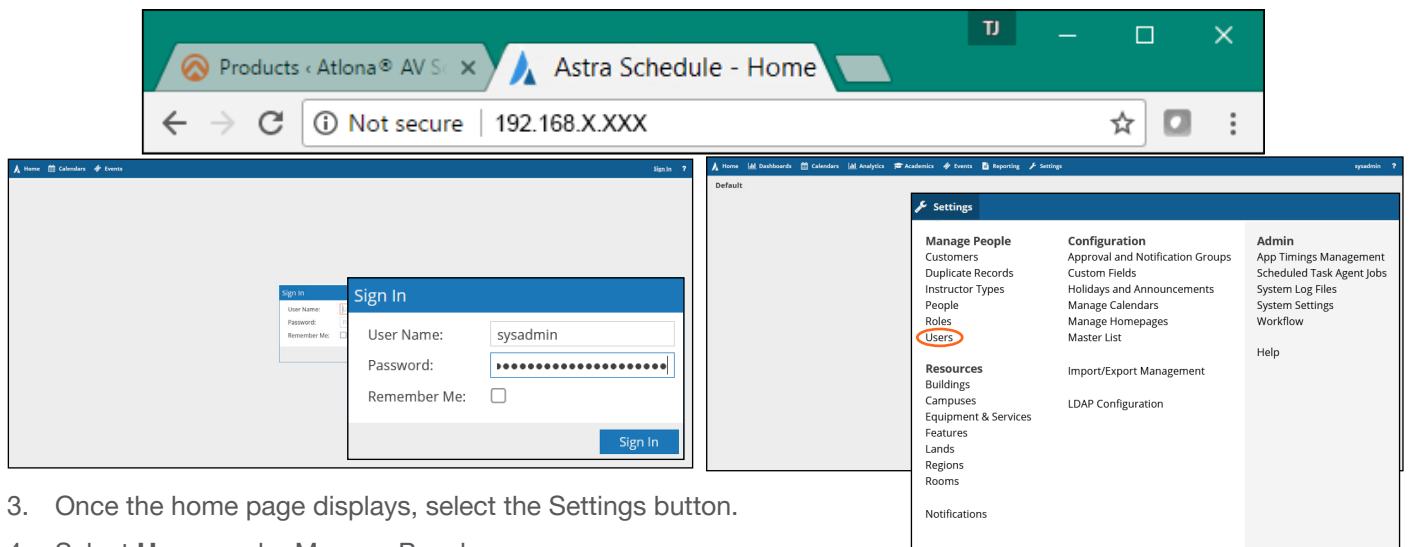 TJ
Products ‹ Atlona® AV S
Astra Schedule - Home
Not secure 192.168.X.XXX
Home Calendars Events Sign In ?
Sign In
User Name:
Password:
Remember Me:
Sign In
User Name: sysadmin
Password: ••••••••••••••••••••••
Remember Me:
Sign In
Home Dashboards Calendars Analytics Academics Events Reporting Settings sysadmin ?
Default
Settings
Manage People
Customers
Duplicate Records
Instructor Types
People
Roles
Users
Resources
Buildings
Campuses
Equipment & Services
Features
Lands
Regions
Rooms
Notifications
Configuration
Approval and Notification Groups
Custom Fields
Holidays and Announcements
Manage Calendars
Manage Homepages
Master List
Import/Export Management
LDAP Configuration
Admin
App Timings Management
Scheduled Task Agent Jobs
System Log Files
System Settings
Workflow
Help
3. Once the home page displays, select the Settings button.